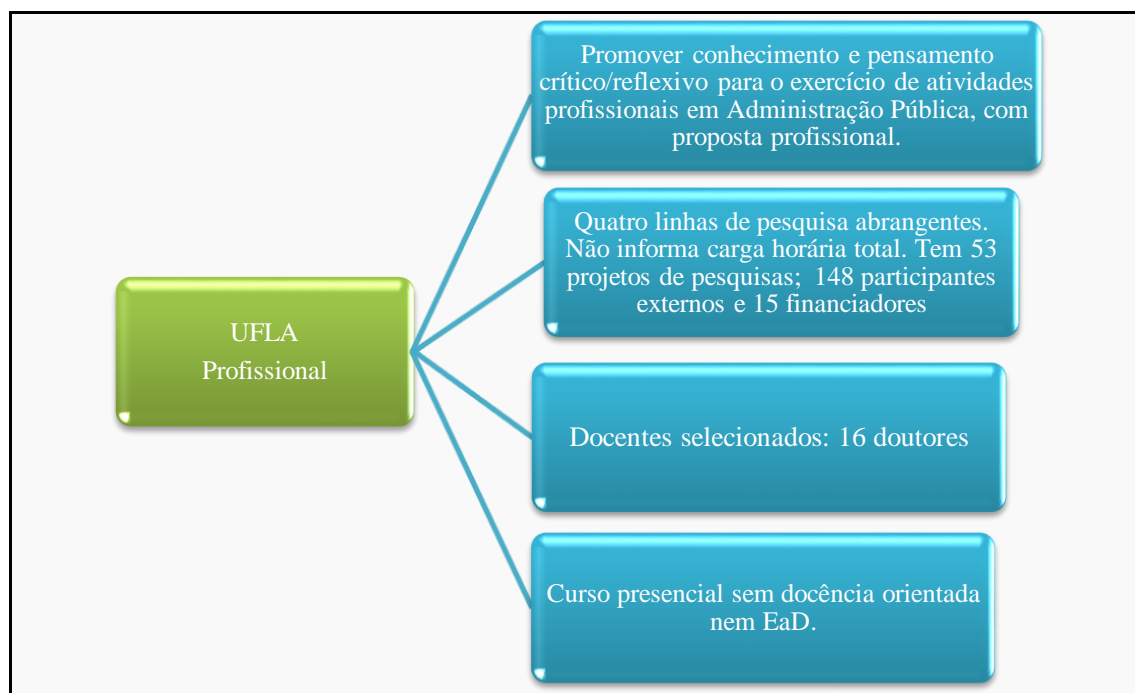 Promover conhecimento e pensamento
crítico/reflexivo para o exercício de atividades
profissionais em Administração Pública, com
proposta profissional.
Quatro linhas de pesquisa abrangentes.
Não informa carga horária total. Tem 53
projetos de pesquisas; 148 participantes
externos e 15 financiadores
UFLA
Profissional
Docentes selecionados: 16 doutores
Curso presencial sem docência orientada
nem EaD.